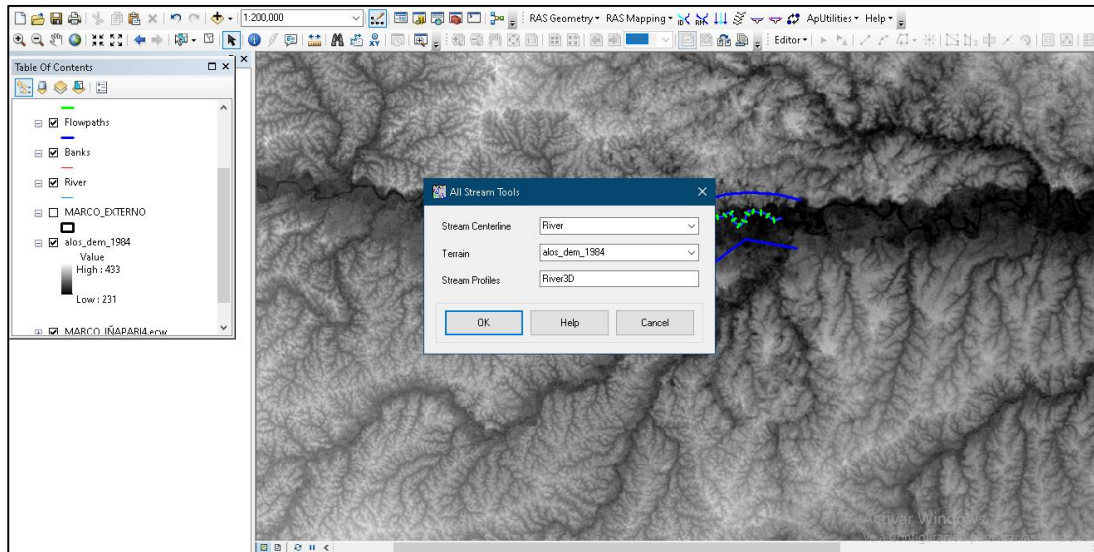 1:200,000
RAS Geometry
RAS Mapping
ApUtilities
Help
Editor
Table Of Contents
Flowpaths
Banks
River
MARCO_EXTERNO
alos_dem_1984
Value
High : 433
Low : 231
MARCO_IÑAPARI4.ecw
All Stream Tools
Stream Centerline
River
Terrain
alos_dem_1984
Stream Profiles
River3D
OK
Help
Cancel
Activar Windows